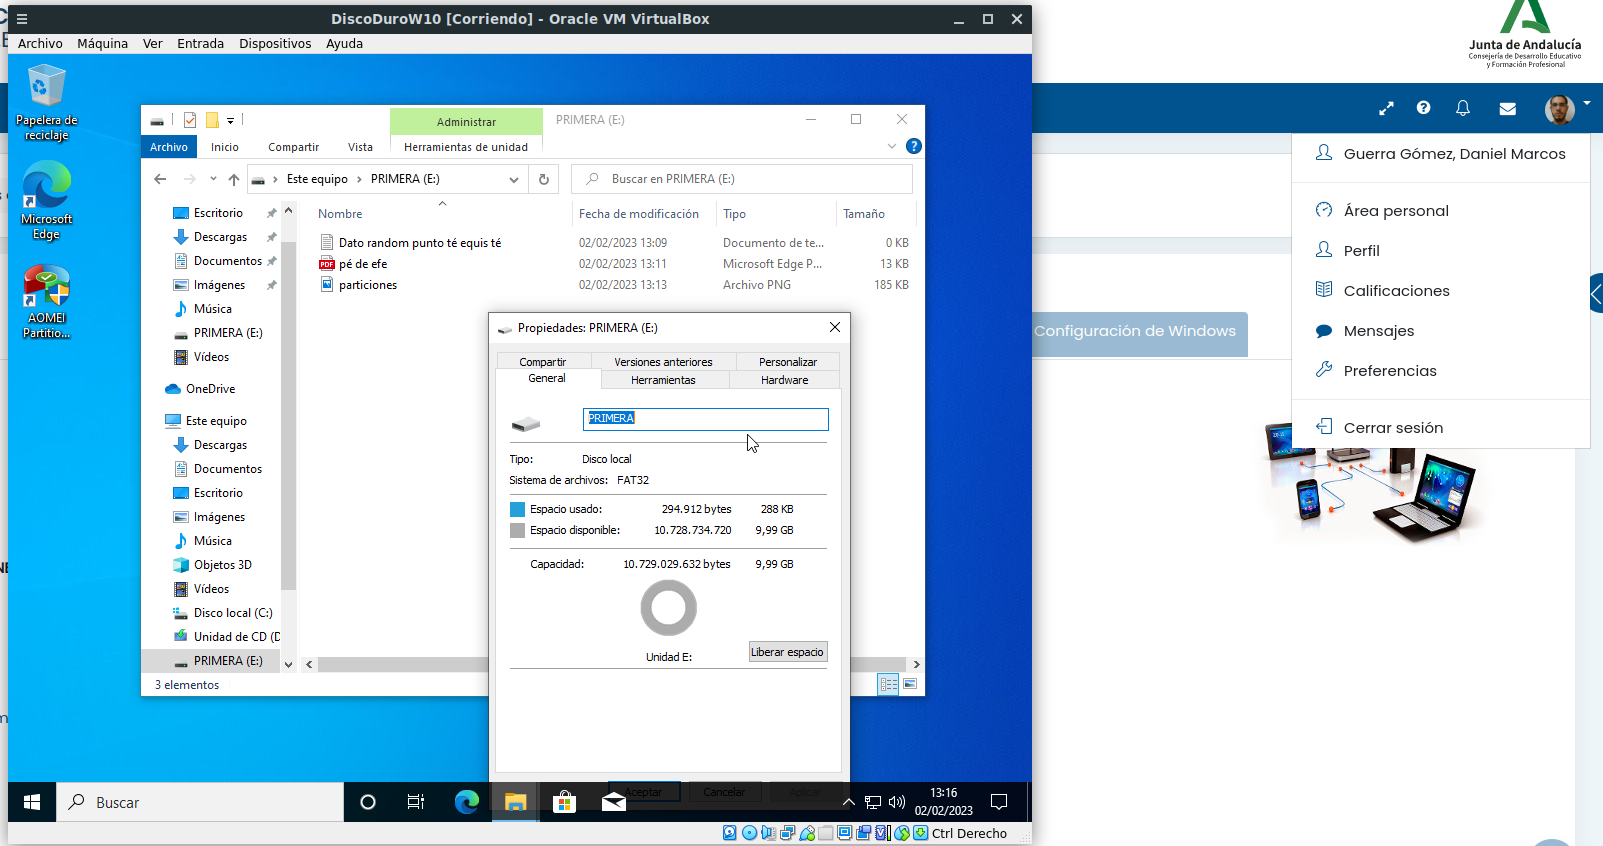 DiscoDuroW10 [Corriendo] - Oracle VM VirtualBox
Archivo Máquina Ver Entrada Dispositivos Ayuda
Junta de Andalucía
Consejería de Desarrollo Educativo
y Formación Profesional
Papelera de
reciclaje
Microsoft
Edge
AOMEI
Partitio...
Administrar
PRIMERA (E:)
Archivo Inicio Compartir Vista Herramientas de unidad
Este equipo PRIMERA (E:)
Buscar en PRIMERA (E:)
Nombre Fecha de modificación Tipo Tamaño
Dato random punto té equis té 02/02/2023 13:09 Documento de te... 0 KB
PDF pé de efe 02/02/2023 13:11 Microsoft Edge P... 13 KB
particiones 02/02/2023 13:13 Archivo PNG 185 KB
Escritorio
Descargas
Documentos
Imágenes
Música
PRIMERA (E:)
Vídeos
OneDrive
Este equipo
Descargas
Documentos
Escritorio
Imágenes
Música
Objetos 3D
Vídeos
Disco local (C:)
Unidad de CD (D
PRIMERA (E:)
3 elementos
Propiedades: PRIMERA (E:)
Compartir Versiones anteriores Personalizar
General Herramientas Hardware
PRIMERA
Tipo: Disco local
Sistema de archivos: FAT32
Espacio usado: 294.912 bytes 288 KB
Espacio disponible: 10.728.734.720 9,99 GB
Capacidad: 10.729.029.632 bytes 9,99 GB
Unidad E:
Liberar espacio
Aceptar Cancelar Aplicar
Buscar
13:16
02/02/2023
Ctrl Derecho
Configuración de Windows
Guerra Gómez, Daniel Marcos
Área personal
Perfil
Calificaciones
Mensajes
Preferencias
Cerrar sesión